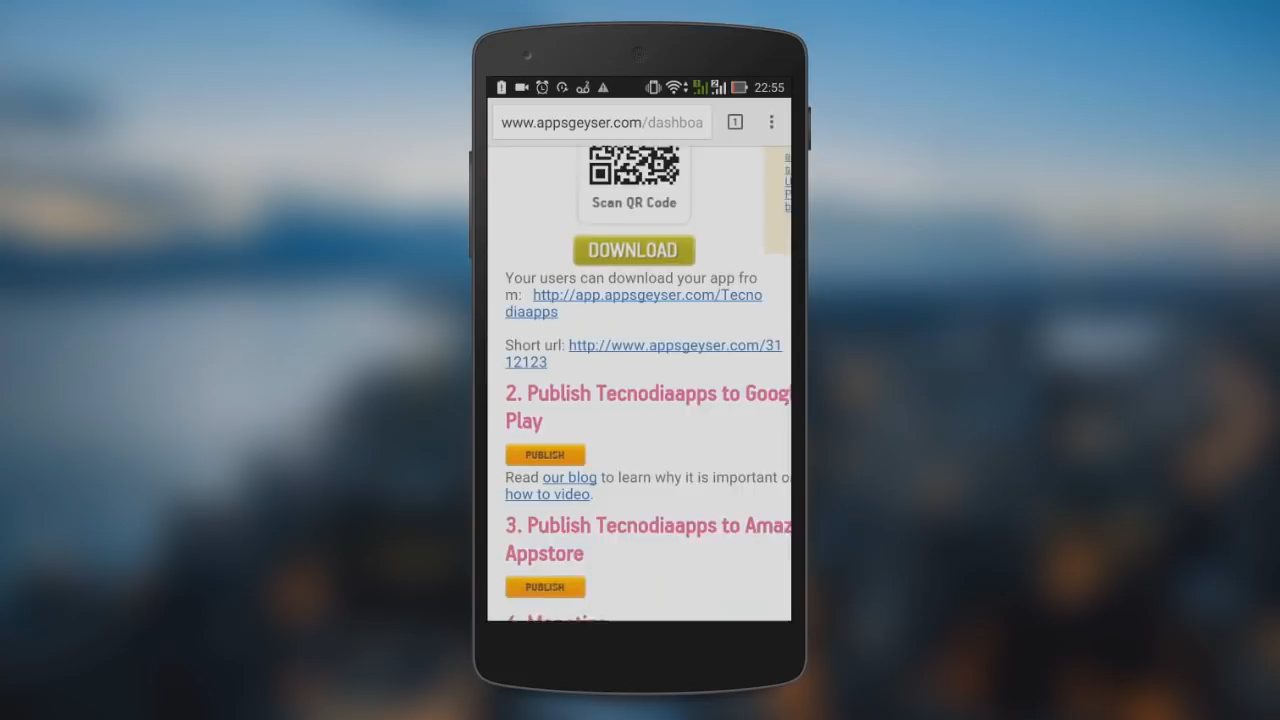 22:55
www.appsgeyser.com/dashboa
1
Scan QR Code
DOWNLOAD
Your users can download your app fro
m: http://app.appsgeyser.com/Tecno
diaapps
Short url: http://www.appsgeyser.com/31
12123
2. Publish Tecnodiaapps to Googl
Play
PUBLISH
Read our blog to learn why it is important o
how to video.
3. Publish Tecnodiaapps to Amaz
Appstore
PUBLISH